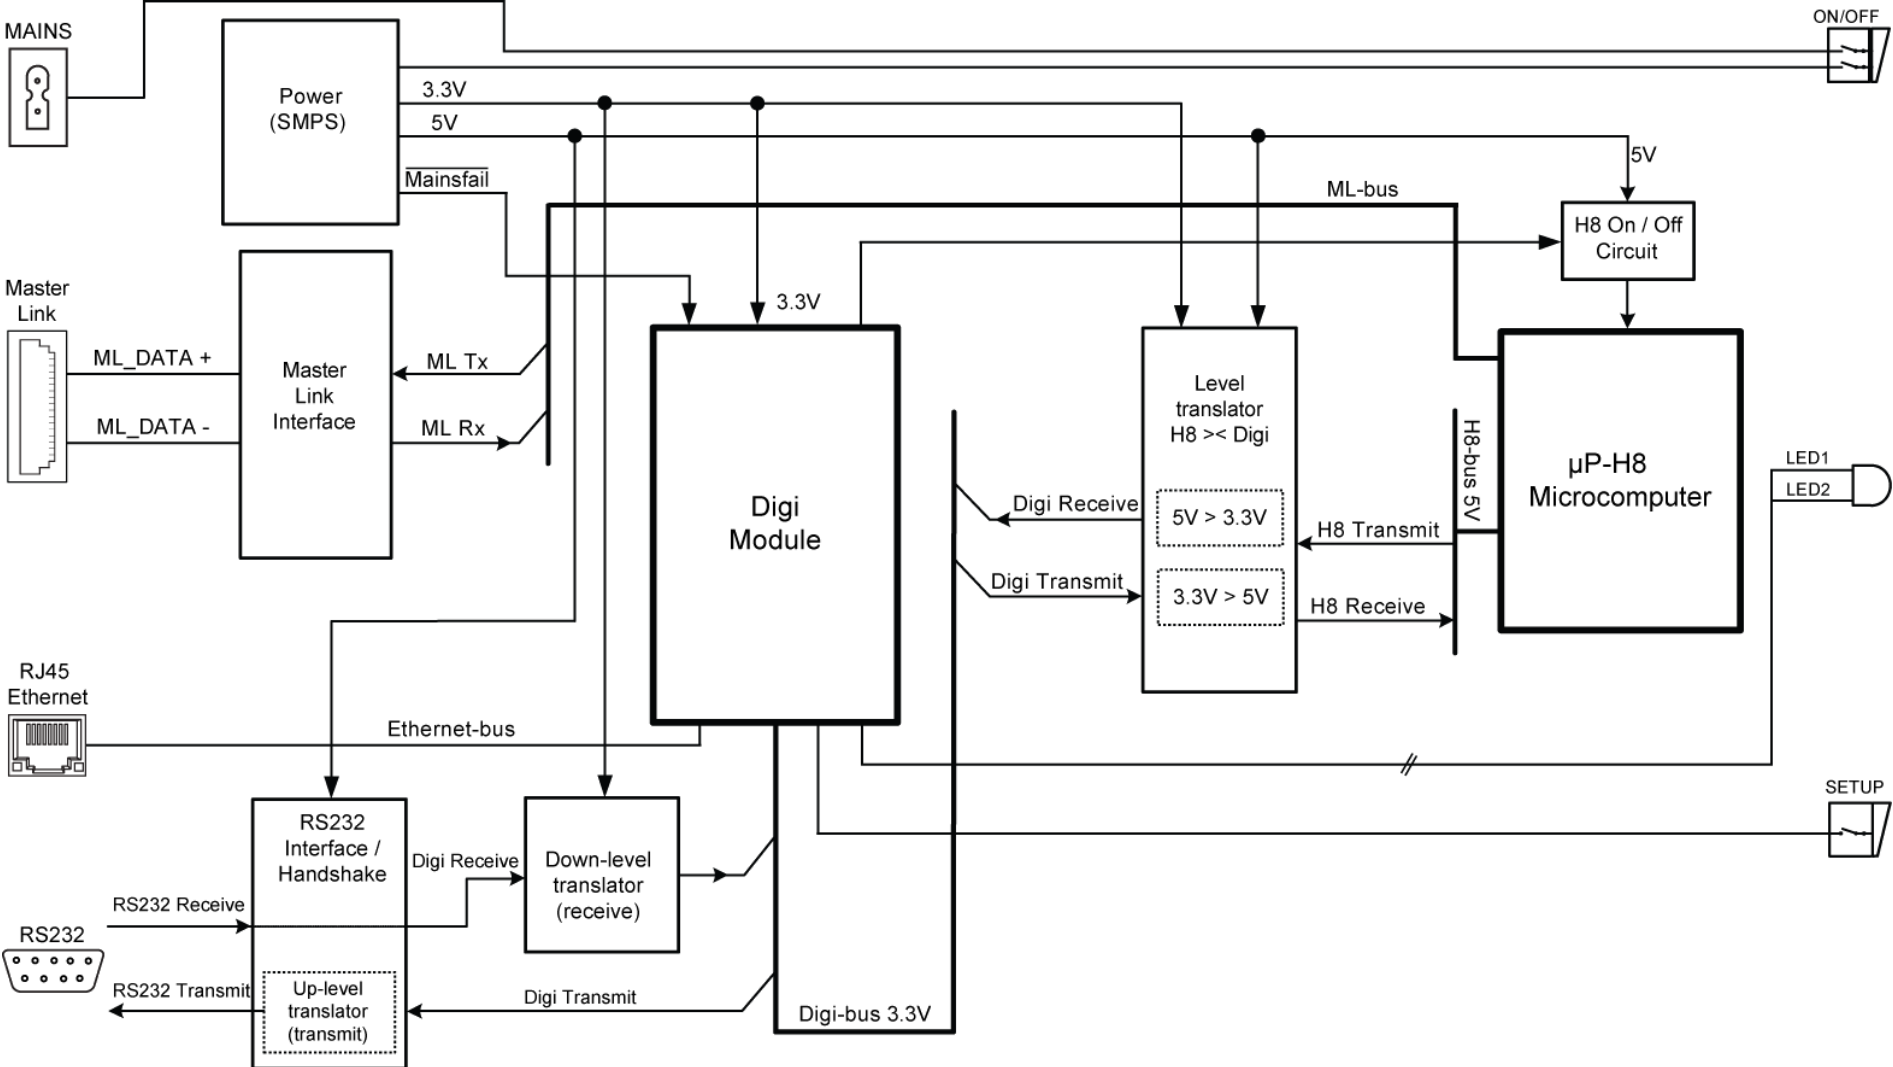 MAINS
ON/OFF
Power
(SMPS)
3.3V
5V
Mainsfail
5V
ML-bus
H8 On / Off
Circuit
Master
Link
ML_DATA +
ML_DATA -
Master
Link
Interface
ML Tx
ML Rx
3.3V
Digi
Module
Level
translator
H8 >< Digi
5V > 3.3V
3.3V > 5V
Digi Receive
Digi Transmit
H8 Transmit
H8 Receive
H8-bus 5V
µP-H8
Microcomputer
LED1
LED2
RJ45
Ethernet
Ethernet-bus
SETUP
RS232
Interface /
Handshake
Digi Receive
Down-level
translator
(receive)
RS232 Receive
RS232
RS232 Transmit
Up-level
translator
(transmit)
Digi Transmit
Digi-bus 3.3V